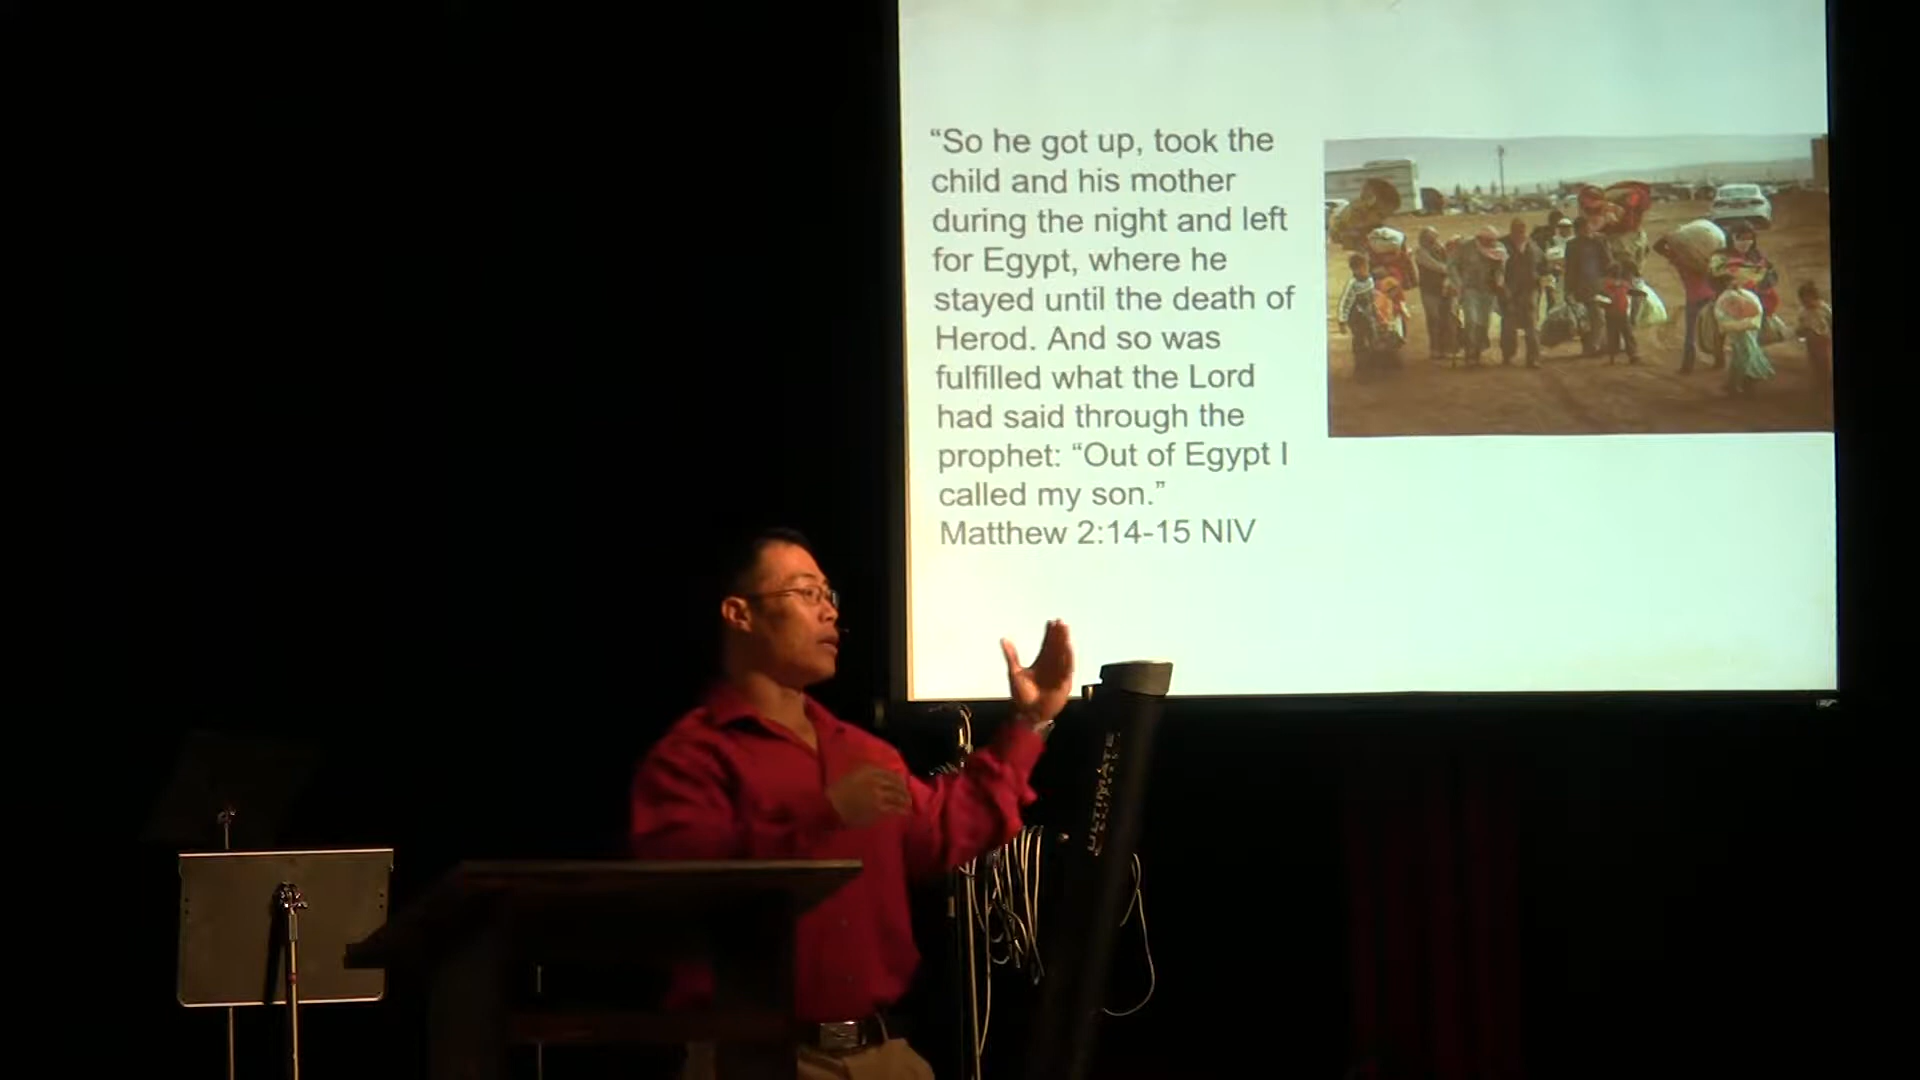 “So he got up, took the
child and his mother
during the night and left
for Egypt, where he
stayed until the death of
Herod. And so was
fulfilled what the Lord
had said through the
prophet: “Out of Egypt I
called my son.”
Matthew 2:14-15 NIV
ULTIMATE